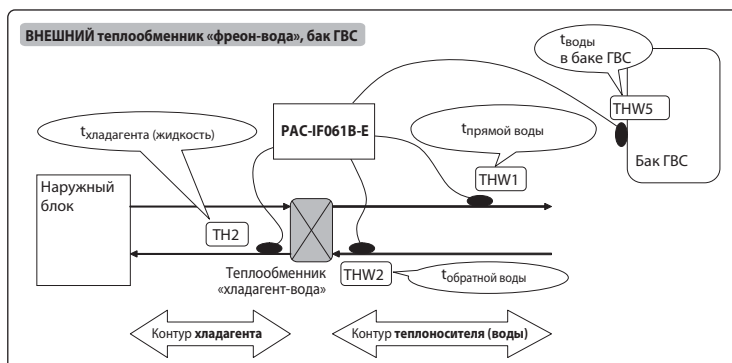 ВНЕШНИЙ теплообменник «фреон-вода», бак ГВС
tводы
в баке ГВС
THW5
Бак ГВС
PAC-IF061B-E
tхладагента (жидкость)
tпрямой воды
THW1
Наружный
блок
TH2
Теплообменник
«хладагент-вода»
THW2
tобратной воды
Контур хладагента
Контур теплоносителя (воды)